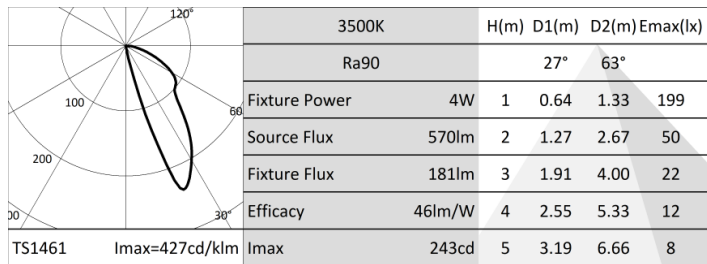 120°
100
60
200
00
30°
TS1461 Imax=427cd/klm
3500K H(m) D1(m) D2(m) Emax(lx)
Ra90 27° 63°
Fixture Power 4W 1 0.64 1.33 199
Source Flux 570lm 2 1.27 2.67 50
Fixture Flux 181lm 3 1.91 4.00 22
Efficacy 46lm/W 4 2.55 5.33 12
Imax 243cd 5 3.19 6.66 8